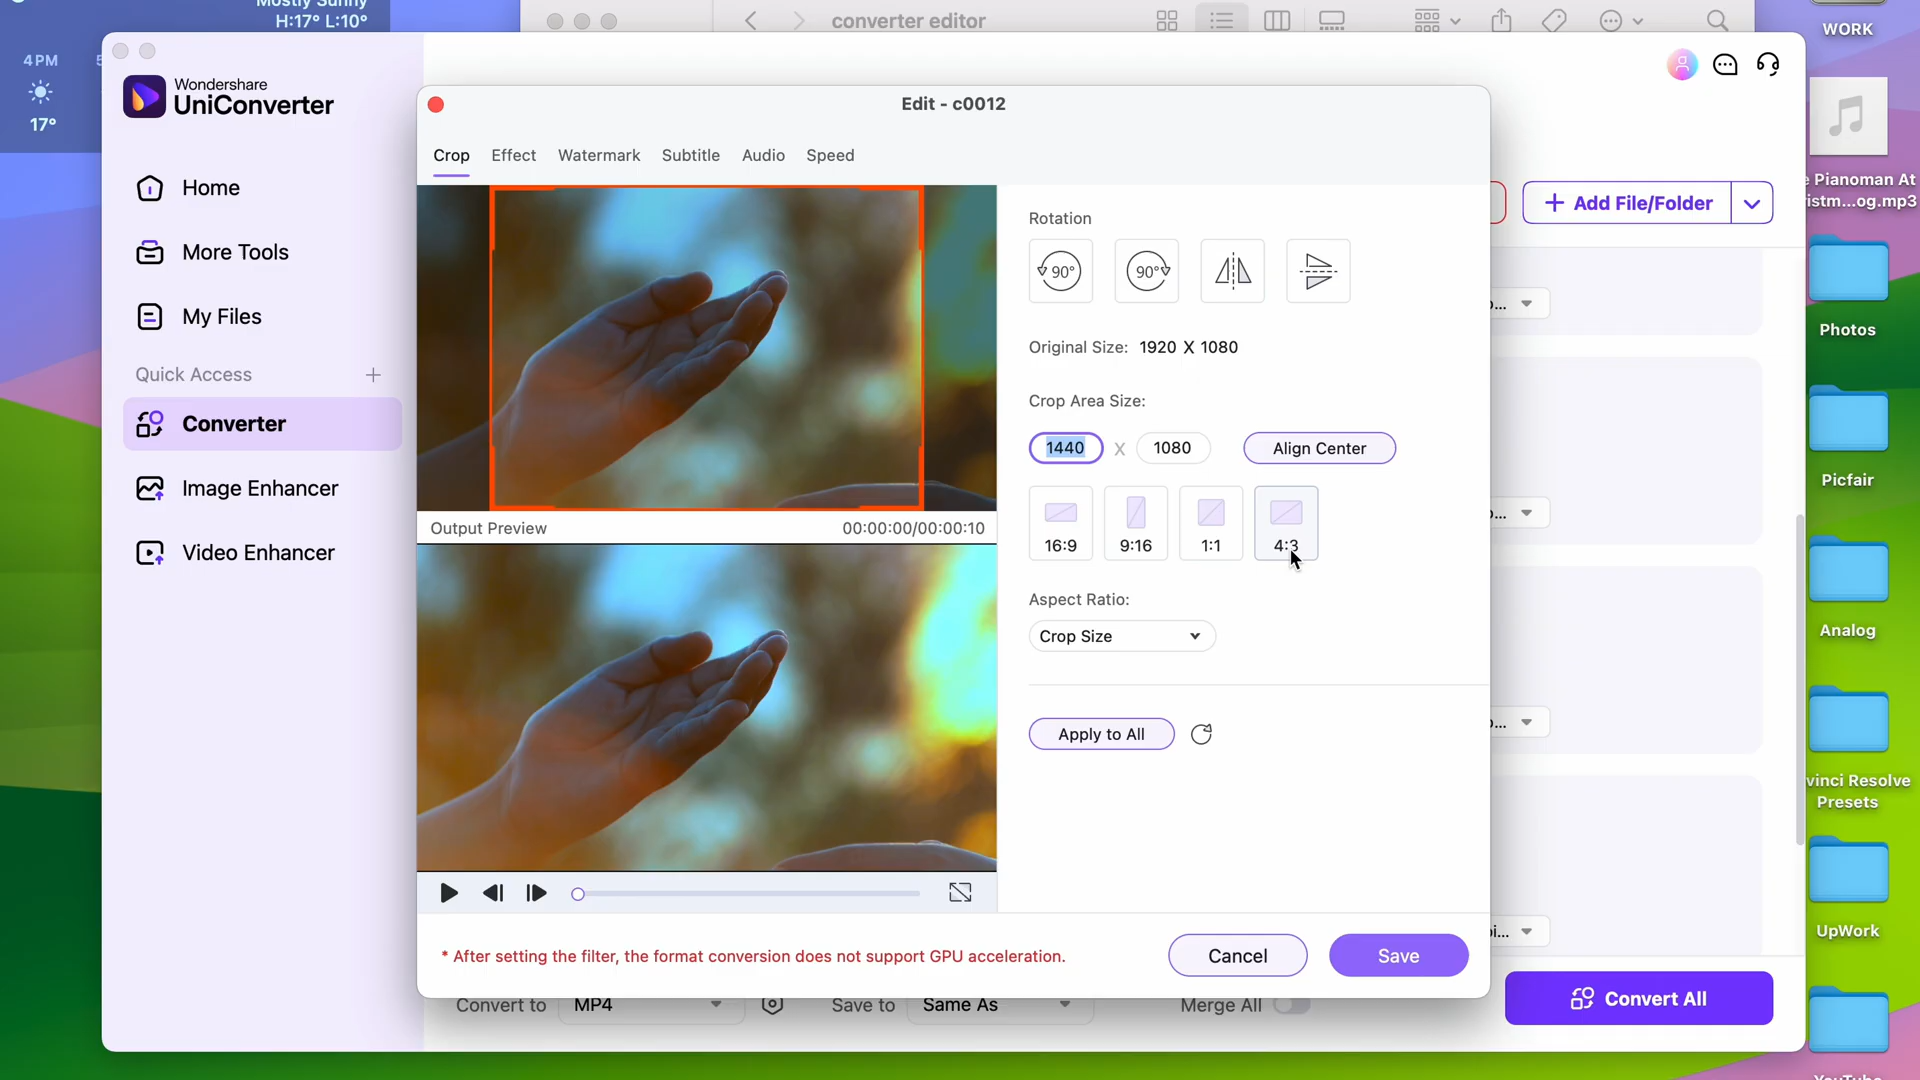 Mostly Sunny
H:17° L:10°
4 PM
17°
Wondershare
UniConverter
Home
More Tools
My Files
Quick Access
Converter
Image Enhancer
Video Enhancer
converter editor
Edit - c0012
Crop Effect Watermark Subtitle Audio Speed
Output Preview 00:00:00/00:00:10
Rotation
90° 90°
Original Size: 1920 X 1080
Crop Area Size:
1440 X 1080 Align Center
16:9 9:16 1:1 4:3
Aspect Ratio:
Crop Size
Apply to All
* After setting the filter, the format conversion does not support GPU acceleration.
Cancel Save
Convert to MP4 Save to Same As Merge All
Add File/Folder
Convert All
WORK
e Pianoman At
istm...og.mp3
Photos
Picfair
Analog
vinci Resolve
Presets
UpWork
YouTube